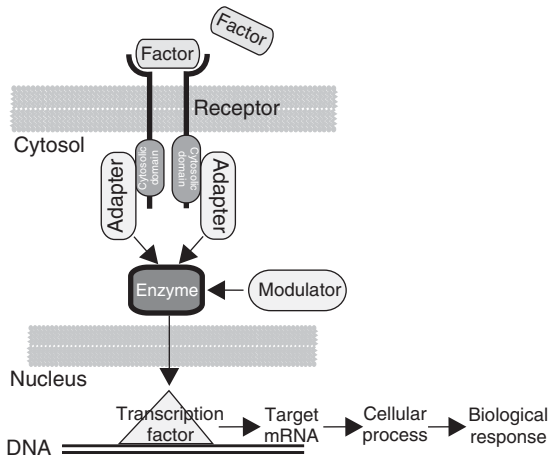 Factor
Factor
Receptor
Cytosol
Cytosolic
domain
Cytosolic
domain
Adapter
Adapter
Enzyme
Modulator
Nucleus
Transcription
factor
Target
mRNA
Cellular
process
Biological
response
DNA